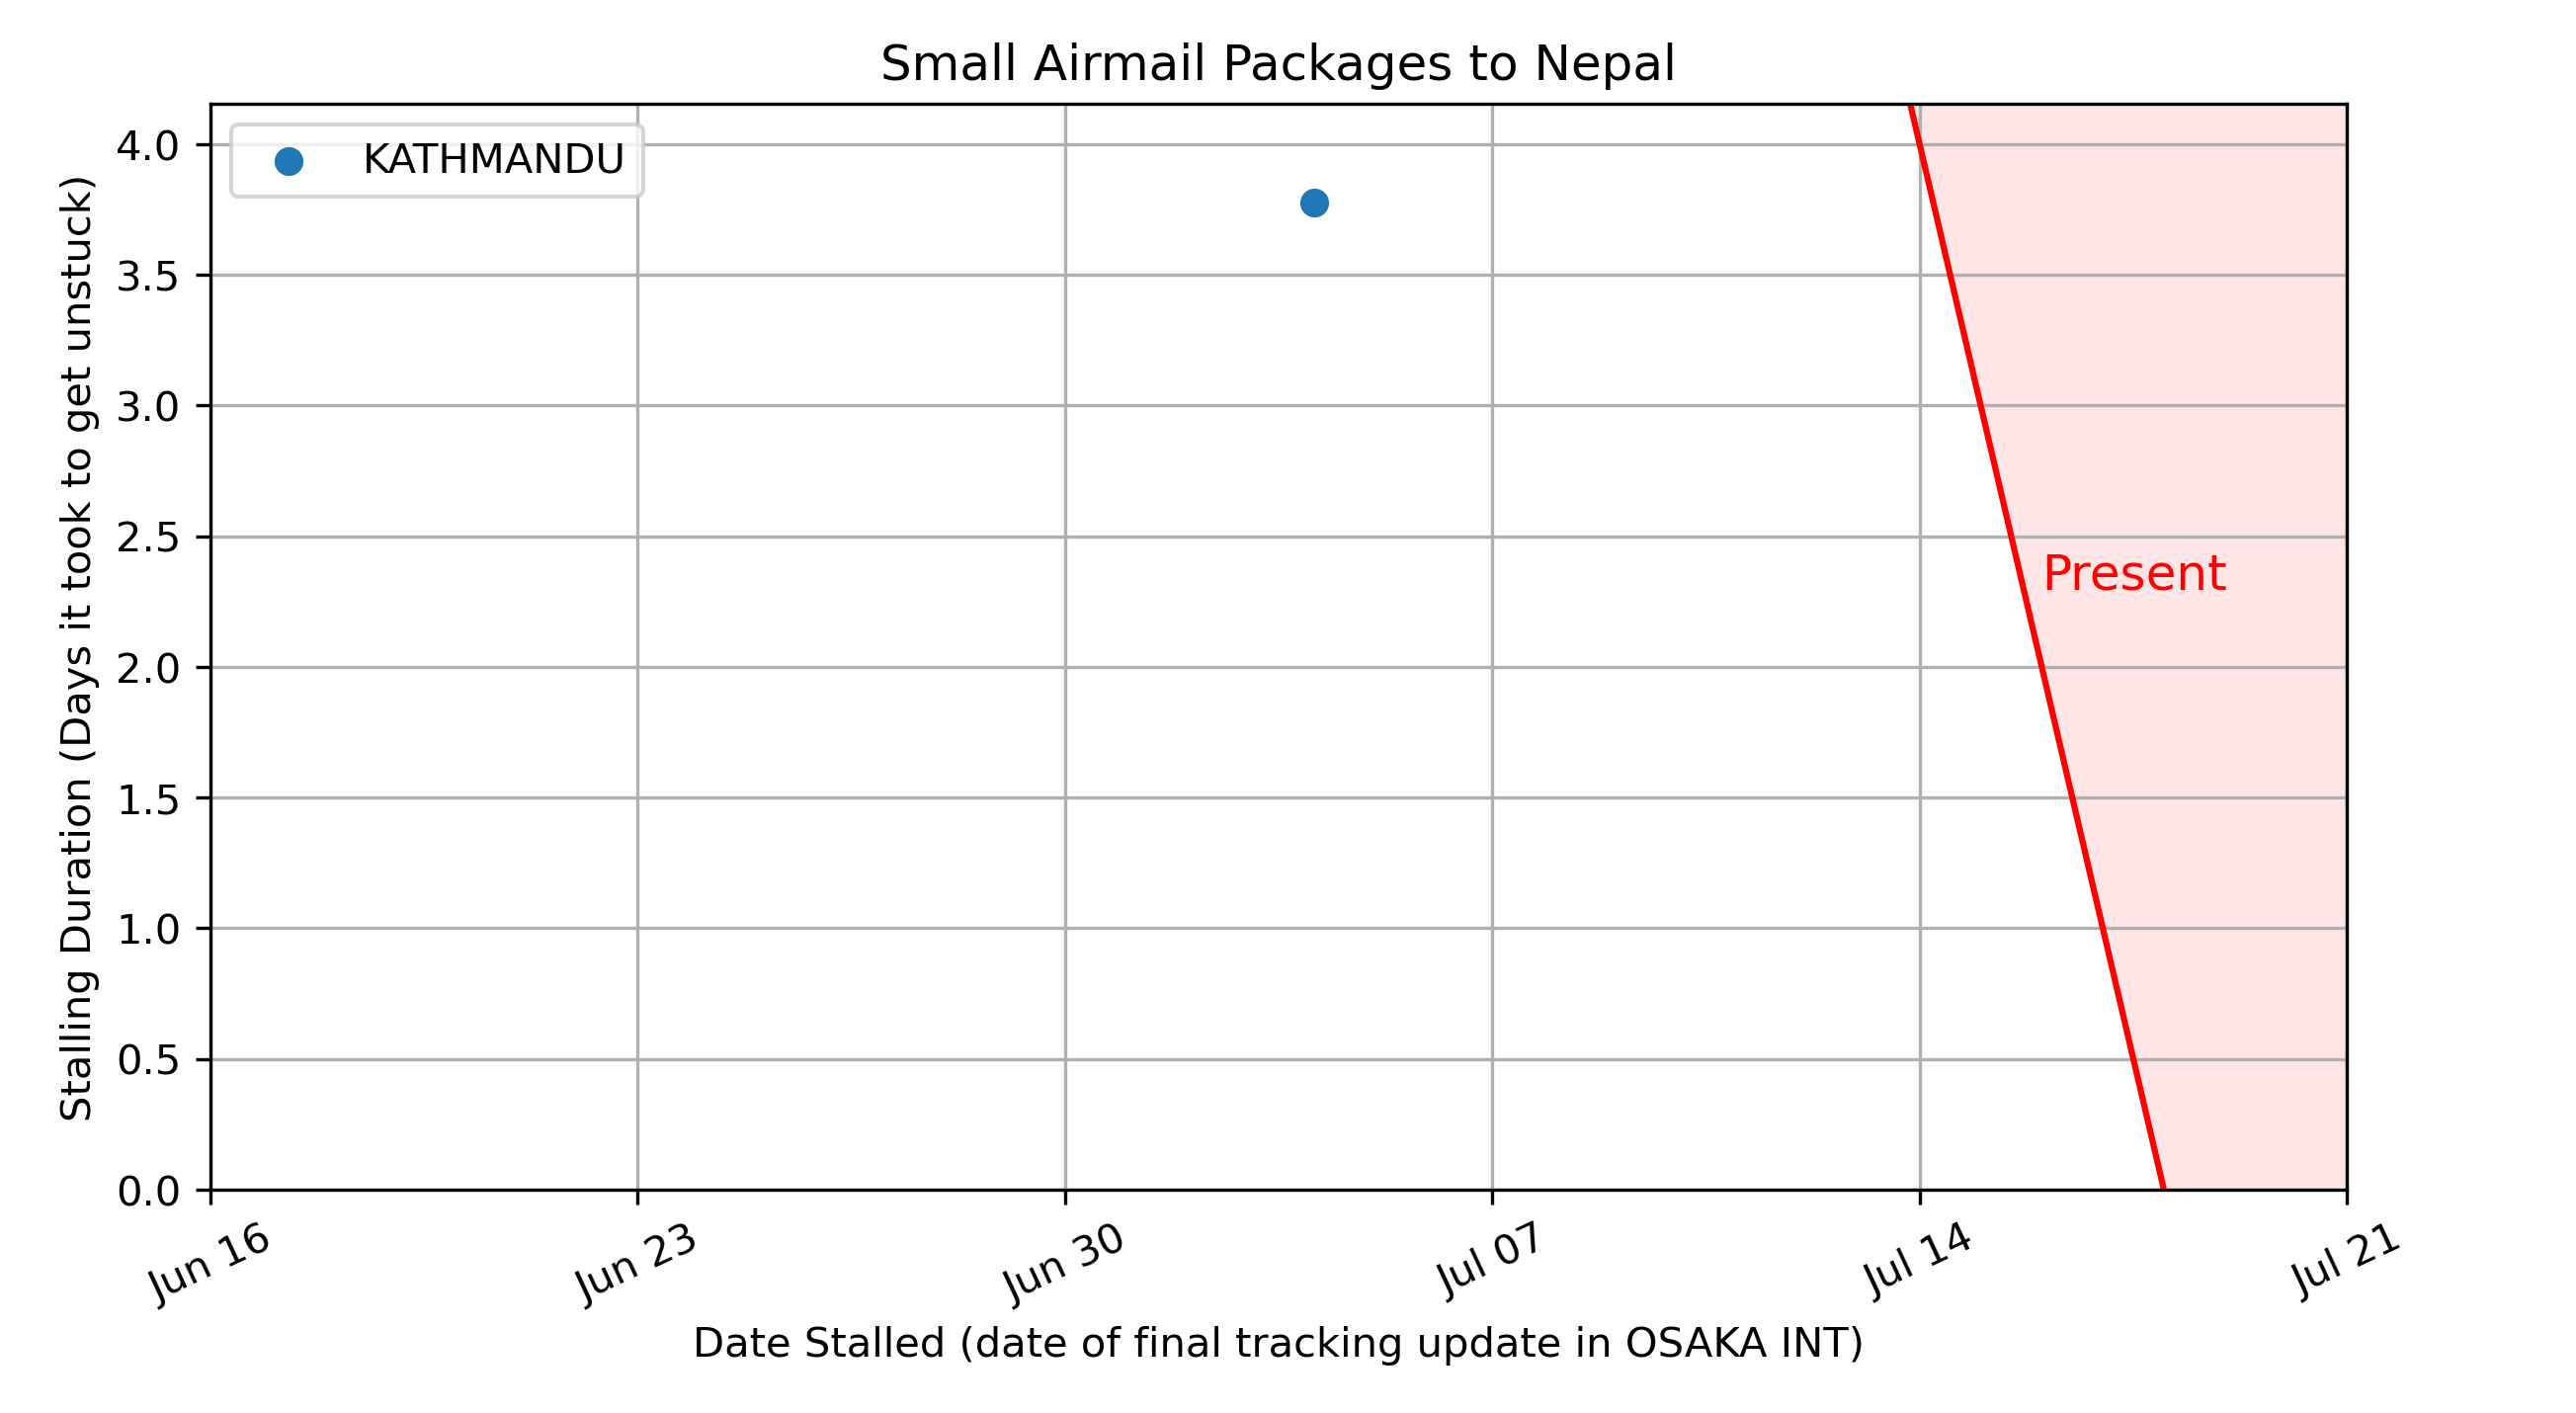 Small Airmail Packages to Nepal
KATHMANDU
Stalling Duration (Days it took to get unstuck)
4.0
3.5
3.0
2.5
2.0
1.5
1.0
0.5
0.0
Present
Jun 16
Jun 23
Jun 30
Jul 07
Jul 14
Jul 21
Date Stalled (date of final tracking update in OSAKA INT)